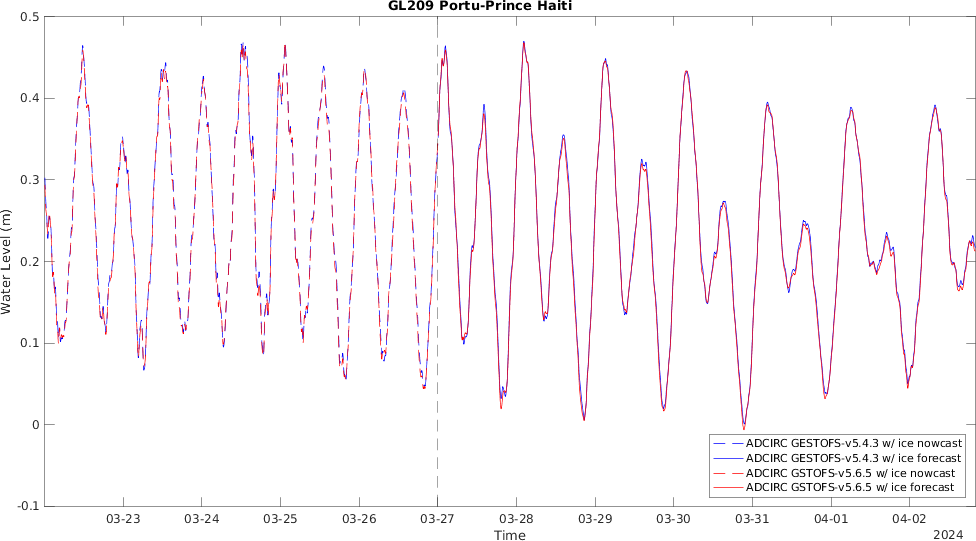 GL209 Portu-Prince Haiti
0.5
0.4
0.3
0.2
0.1
0
-0.1
Water Level (m)
ADCIRC GESTOFS-v5.4.3 w/ ice nowcast
ADCIRC GESTOFS-v5.4.3 w/ ice forecast
ADCIRC GSTOFS-v5.6.5 w/ ice nowcast
ADCIRC GSTOFS-v5.6.5 w/ ice forecast
03-23 03-24 03-25 03-26 03-27 03-28 03-29 03-30 03-31 04-01 04-02
Time
2024